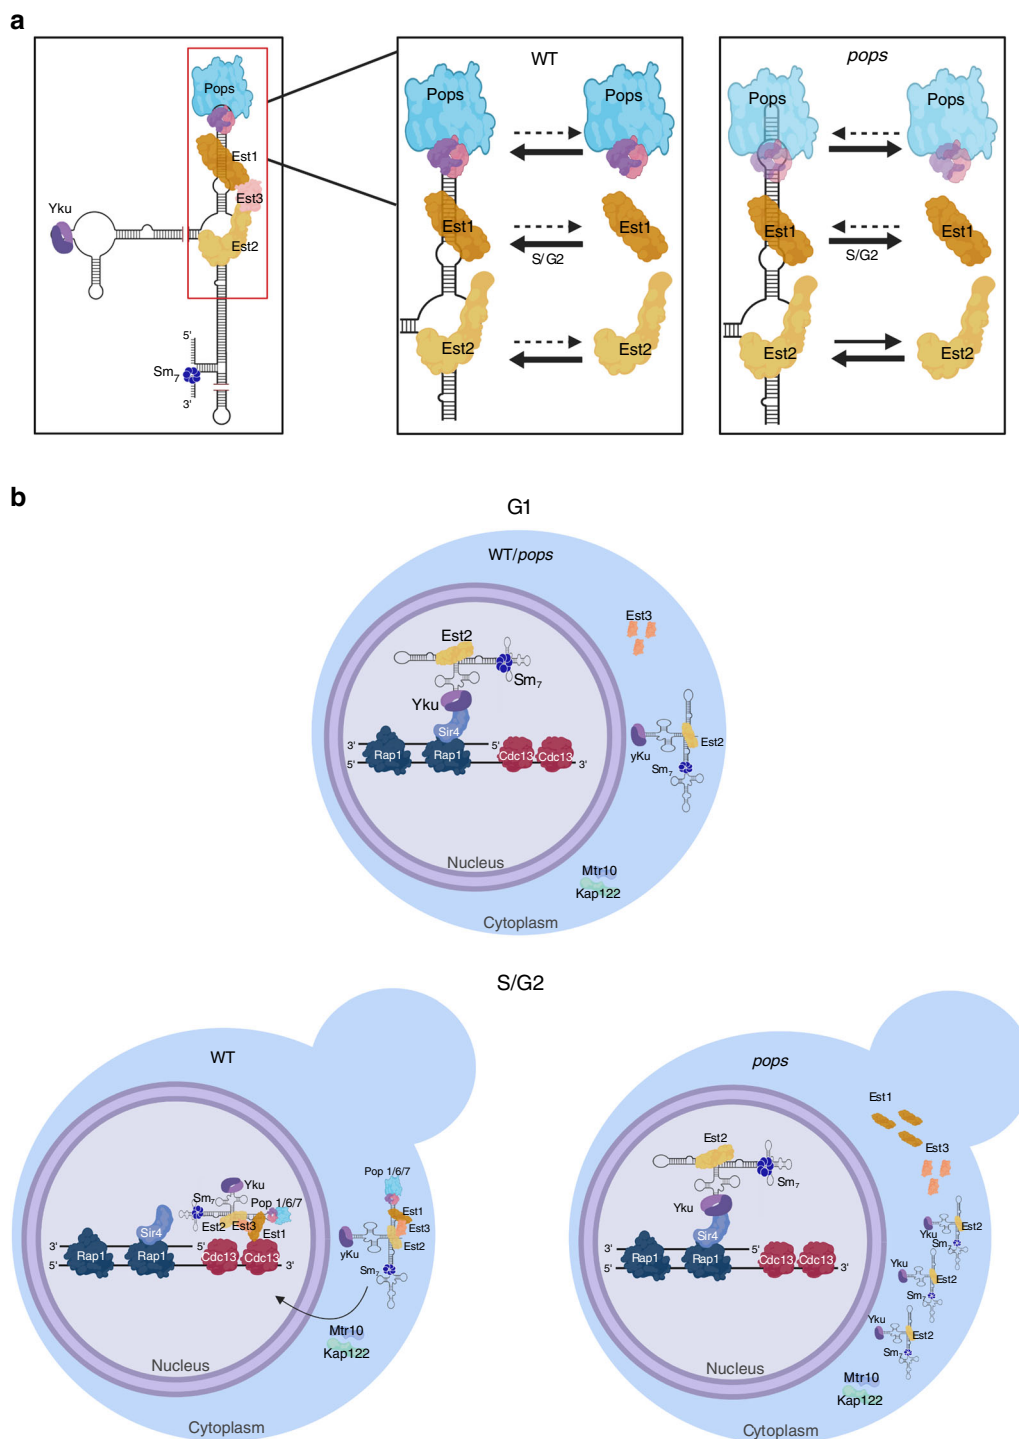 a
Pops
Est1
Est3
Yku
Est2
5'
Sm7
3'
WT
Pops
Pops
Est1
Est1
S/G2
Est2
Est2
pops
Pops
Pops
Est1
Est1
S/G2
Est2
Est2
b
G1
WT/pops
Est3
Est2
Sm7
Yku
Sir4
3' 5'
Rap1 Rap1 Cdc13 Cdc13
5' 3'
Est2
yKu
Sm7
Nucleus
Mtr10
Kap122
Cytoplasm
S/G2
WT
Yku
Sm7
Pop 1/6/7
Est2 Est3 Est1
Sir4
3' 5'
Rap1 Rap1 Cdc13 Cdc13
5' 3'
Pop 1/6/7
Est1
Est3
yKu
Est2
Sm7
Mtr10
Kap122
Nucleus
Cytoplasm
pops
Est1
Est3
Est2
Sm7
Yku
Sir4
3' 5'
Rap1 Rap1 Cdc13 Cdc13
5' 3'
Yku Est2
Sm7
Yku Est2
Sm7
Yku Est2
Sm7
Nucleus
Mtr10
Kap122
Cytoplasm